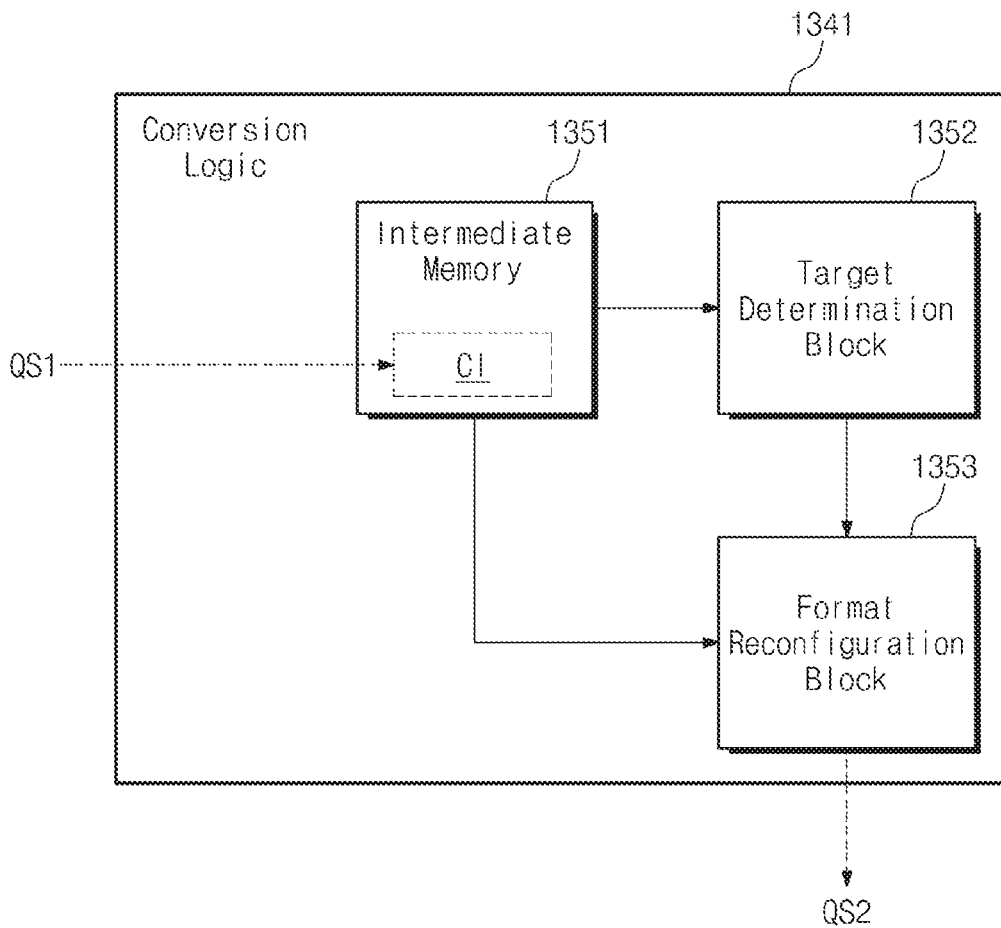 1341
Conversion
Logic
1351
1352
Intermediate
Memory
Target
Determination
Block
QS1
CI
1353
Format
Reconfiguration
Block
QS2